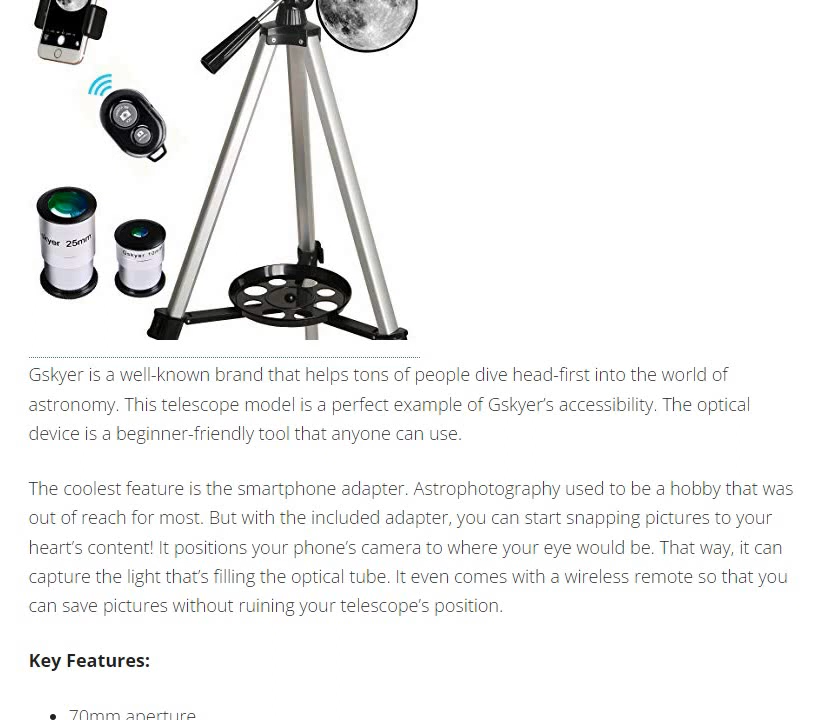 skyer 25mm
Gskyer 10mm
Gskyer is a well-known brand that helps tons of people dive head-first into the world of
astronomy. This telescope model is a perfect example of Gskyer’s accessibility. The optical
device is a beginner-friendly tool that anyone can use.
The coolest feature is the smartphone adapter. Astrophotography used to be a hobby that was
out of reach for most. But with the included adapter, you can start snapping pictures to your
heart’s content! It positions your phone’s camera to where your eye would be. That way, it can
capture the light that’s filling the optical tube. It even comes with a wireless remote so that you
can save pictures without ruining your telescope’s position.
Key Features:
• 70mm aperture